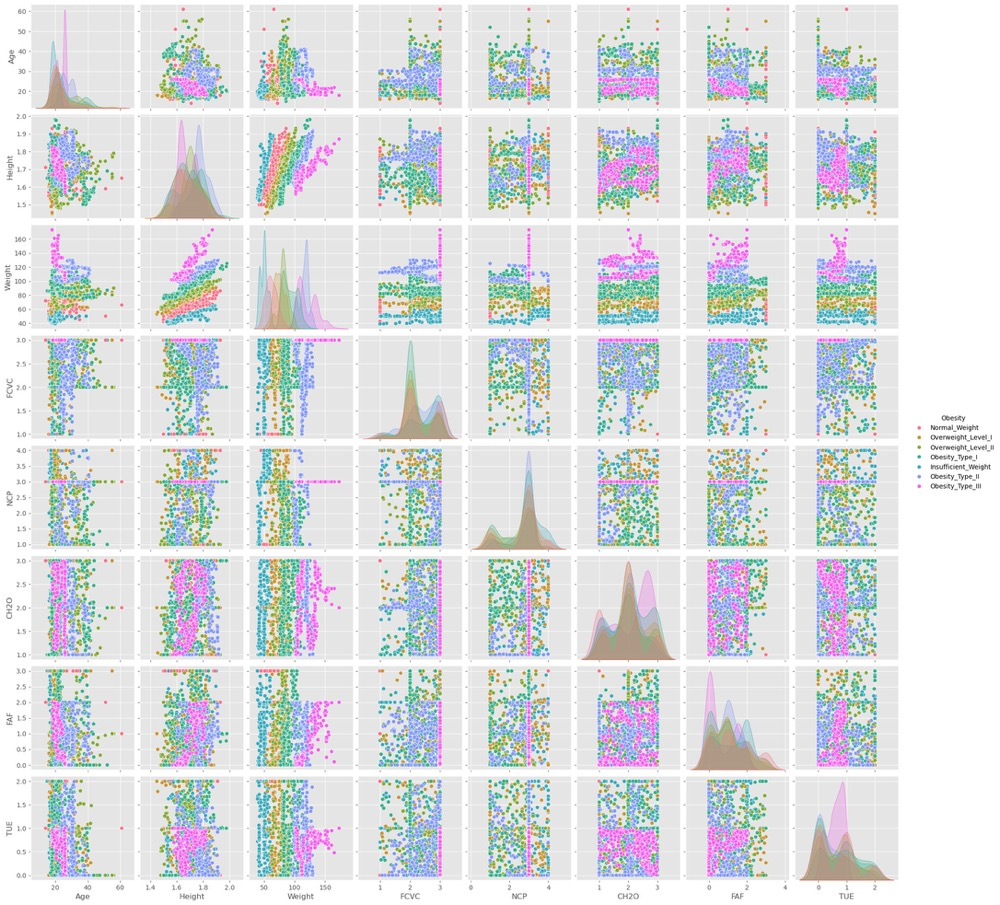 60
50
40
30
20
Age
2.0
1.9
1.8
1.7
1.6
1.5
Height
160
140
120
100
80
60
40
Weight
3.0
2.5
2.0
1.5
1.0
FCVC
4.0
3.5
3.0
2.5
2.0
1.5
1.0
NCP
3.0
2.5
2.0
1.5
1.0
CH2O
3.0
2.5
2.0
1.5
1.0
0.5
0.0
FAF
2.0
1.5
1.0
0.5
0.0
TUE
20 40 60
Age
1.4 1.6 1.8 2.0
Height
50 100 150
Weight
1 2 3
FCVC
0 2 4
NCP
1 2 3
CH2O
0 2 4
FAF
0 1 2
TUE
Obesity
Normal_Weight
Overweight_Level_I
Overweight_Level_II
Obesity_Type_I
Insufficient_Weight
Obesity_Type_II
Obesity_Type_III